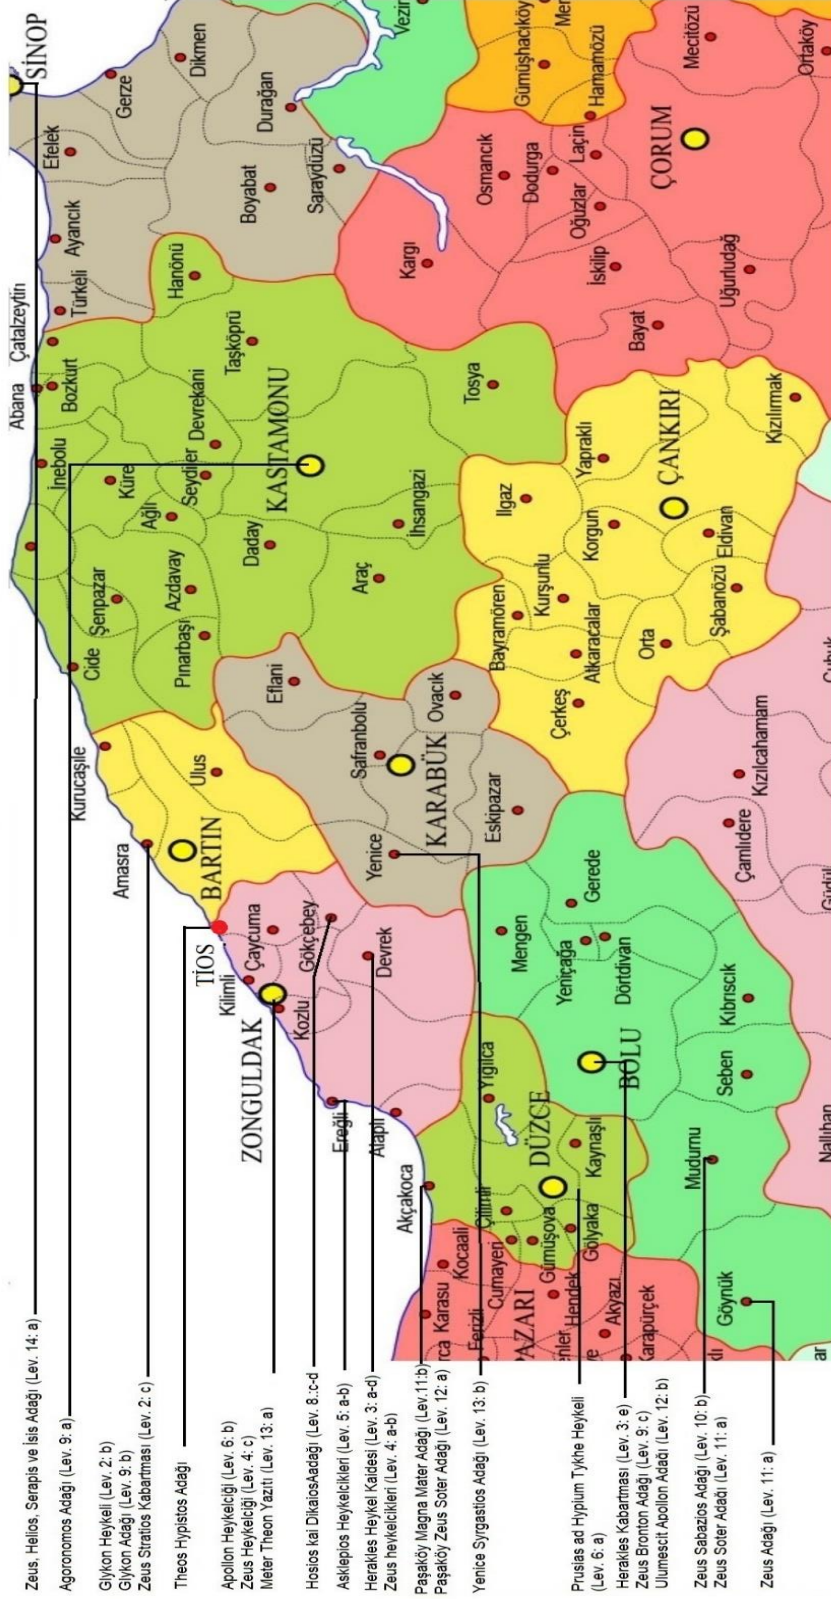 Zeus, Helios, Serapis ve İsis Adağı (Lev. 14: a)
Agoronomos Adağı (Lev. 9: a)
Glykon Heykeli (Lev. 2: b)
Glykon Adağı (Lev. 9: b)
Zeus Stratios Kabartması (Lev. 2: c)
Theos Hypistos Adağı
Apollon Heykelciği (Lev. 6: b)
Zeus Heykelciği (Lev. 4: c)
Meter Theon Yazıtı (Lev. 13: a)
Hosios kai DikaiosAadağı (Lev. 8.:c-d
Asklepios Heykelcikleri (Lev. 5: a-b)
Herakles Heykel Kaidesi (Lev. 3: a-d)
Zeus heykelcikleri (Lev. 4: a-b)
Paşaköy Magna Mater Adağı (Lev.11:b)
Paşaköy Zeus Soter Adağı (Lev. 12: a)
Yenice Syrgastios Adağı (Lev. 13: b)
Prusias ad Hypium Tykhe Heykeli
(Lev. 6: a)
Herakles Kabartması (Lev. 3: e)
Zeus Bronton Adağı (Lev. 9: c)
Ulumescit Apollon Adağı (Lev. 12: b)
Zeus Sabazios Adağı (Lev. 10: b)
Zeus Soter Adağı (Lev. 11: a)
Zeus Adağı (Lev. 11: a)
SİNOP
Gerze
Dikmen
Efelek
Ayancık
Türkeli
Durağan
Boyabat
Saraydüzü
Vezir
Çatalzeytin
Abana
Bozkurt
İnebolu
Küre
Hanönü
Taşköprü
Devrekani
Seydiler
Ağlı
KASTAMONU
Daday
Azdavay
Şenpazar
Pınarbaşı
Cide
Araç
İhsangazi
Tosya
Kurucaşile
Amasra
Ulus
BARTIN
Eflani
Safranbolu
KARABÜK
Ovacık
Yenice
Eskipazar
TİOS
Kilimli
Çaycuma
Gökçebey
Devrek
ZONGULDAK
Kozlu
Ereğli
Alaplı
Akçakoca
Yığılca
DÜZCE
Kaynaşlı
Çilimli
Cumayeri
Gümüşova
Gölyaka
Kocaali
Karasu
rca
Ferizli
PAZARI
Hendek
enler
Akyazı
ye
Karapürçek
klı
ar
Mengen
Gerede
Yeniçağa
Dörtdivan
BOLU
Kıbrıscık
Seben
Mudurnu
Göynük
Nallıhan
Kızılcahamam
Çamlıdere
Güdül
Çubuk
Ilgaz
Yapraklı
ÇANKIRI
Korgun
Kurşunlu
Bayramören
Atkaracalar
Çerkeş
Orta
Şabanözü
Eldivan
Kızılırmak
Kargı
Osmancık
Dodurga
Laçin
Oğuzlar
İskilip
Bayat
Uğurludağ
ÇORUM
Mecitözü
Ortaköy
Gümüşhacıköy
Hamamözü
Mer